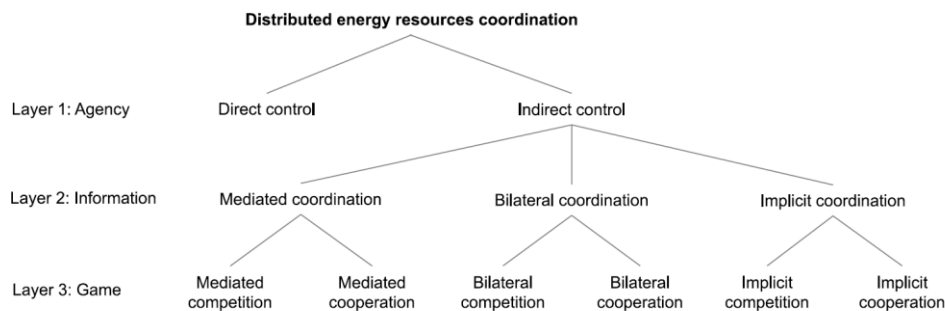 Distributed energy resources coordination
Layer 1: Agency
Direct control
Indirect control
Layer 2: Information
Mediated coordination
Bilateral coordination
Implicit coordination
Layer 3: Game
Mediated
competition
Mediated
cooperation
Bilateral
competition
Bilateral
cooperation
Implicit
competition
Implicit
cooperation